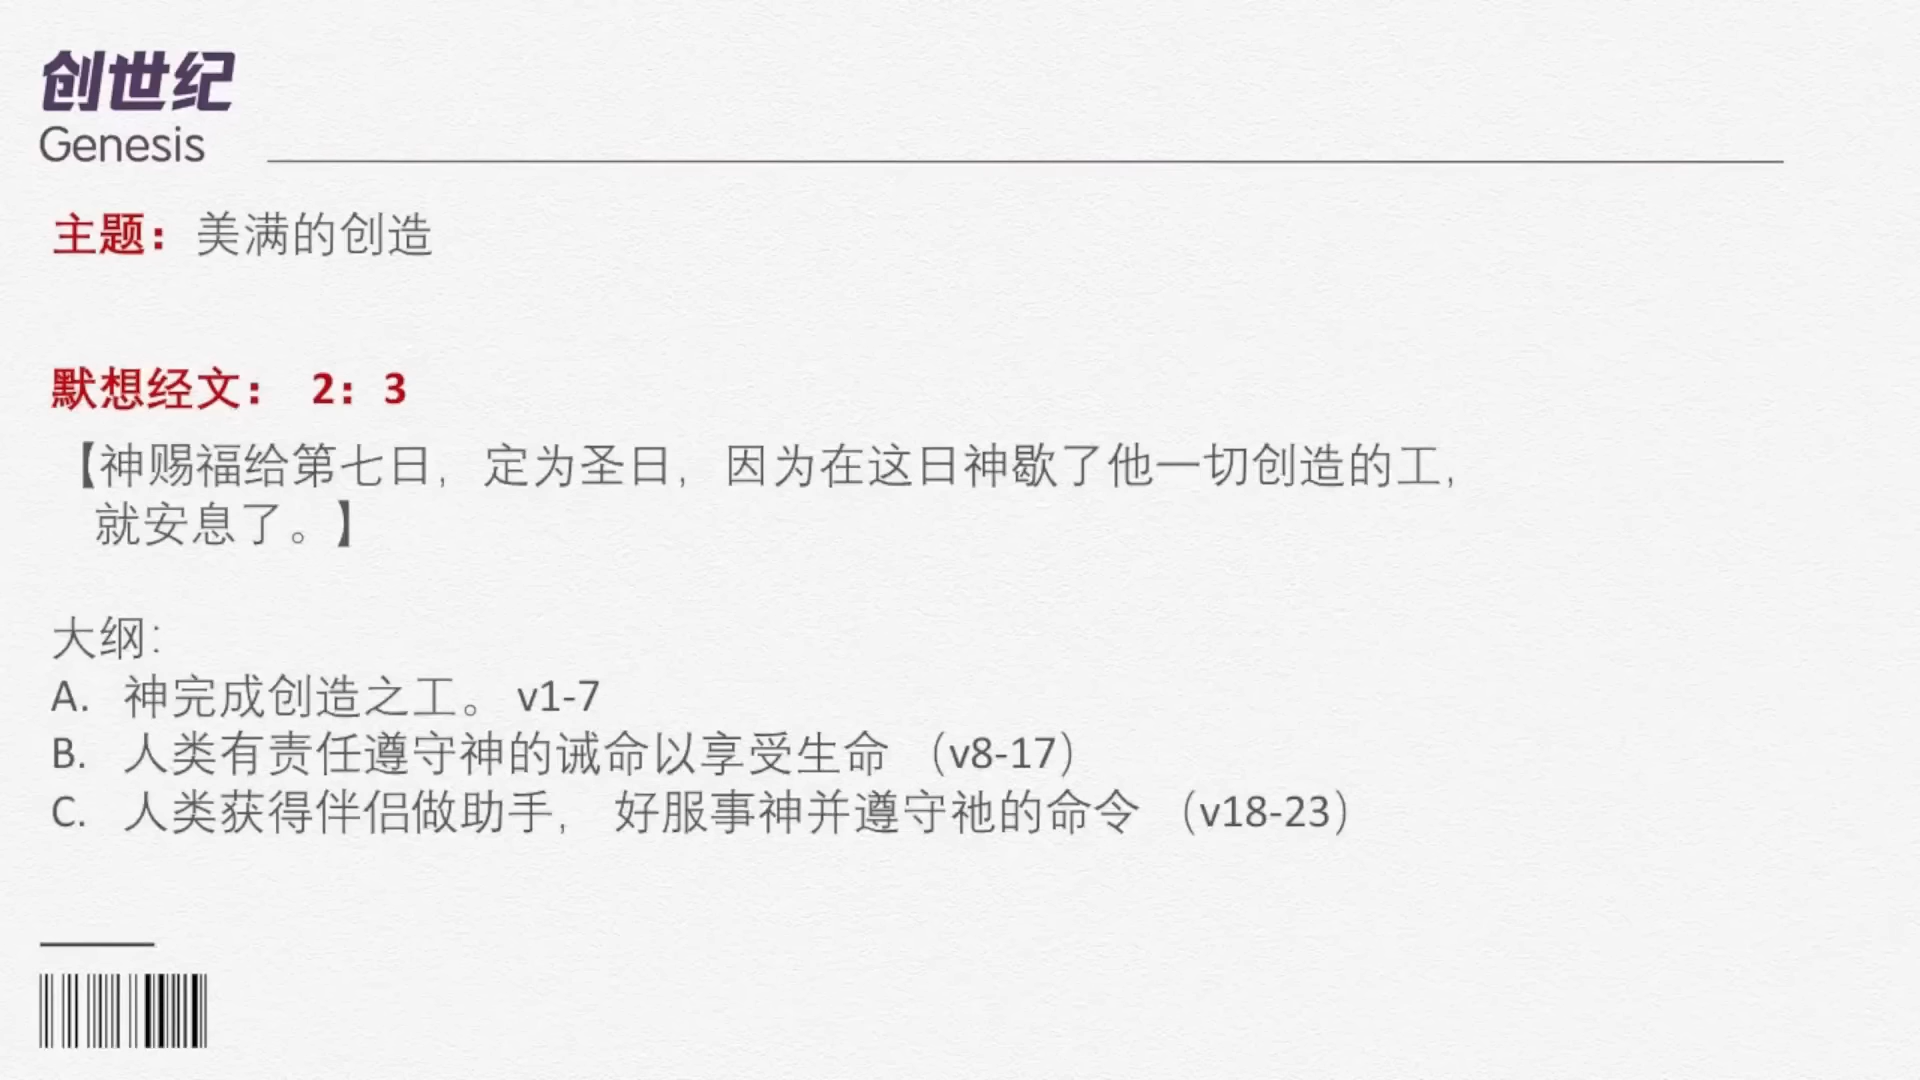 创世纪
Genesis
主题：美满的创造
默想经文： 2：3
【神赐福给第七日，定为圣日，因为在这日神歇了他一切创造的工，
就安息了。】
大纲：
A. 神完成创造之工。 v1-7
B. 人类有责任遵守神的诫命以享受生命 （v8-17）
C. 人类获得伴侣做助手， 好服事神并遵守祂的命令 （v18-23）